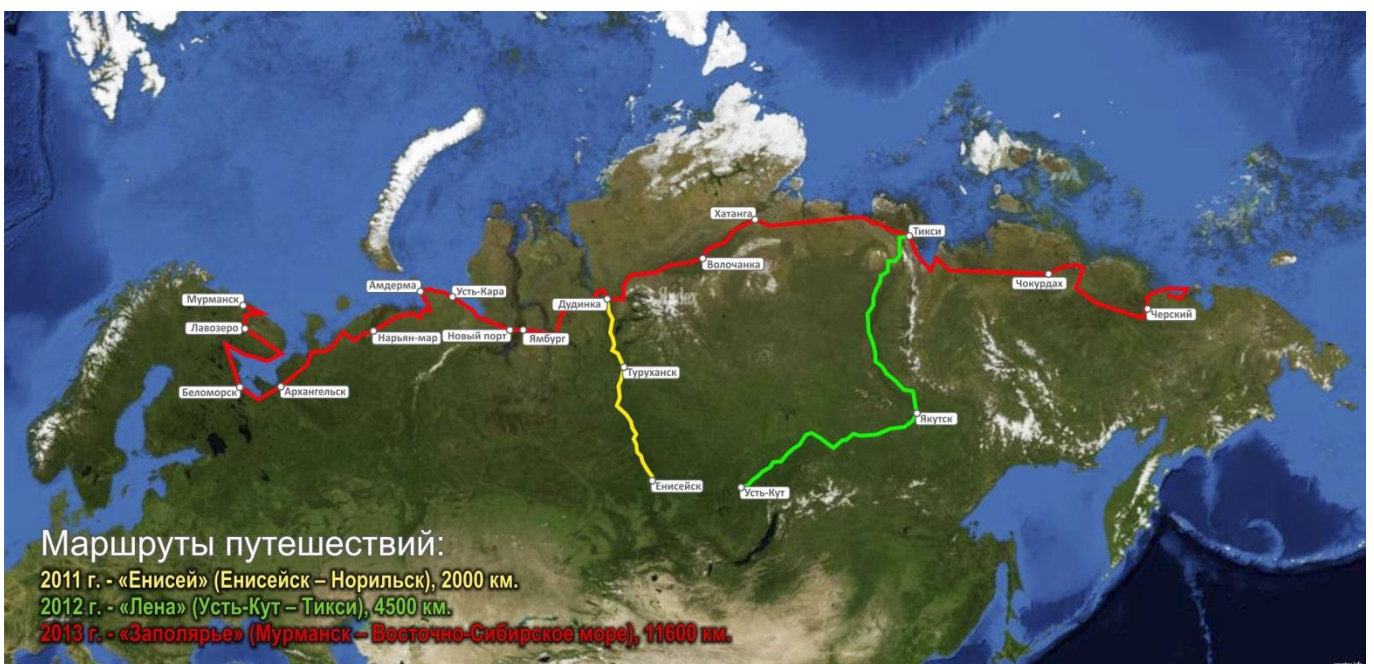 Хатанга
Тикси
Волочанка
Амдерма
Усть-Кара
Чокурдах
Мурманск
Дудинка
Yandex
Черский
Лавозеро
Нарьян-мар
Новый порт
Ямбург
Туруханск
Беломорск
Архангельск
Якутск
Енисейск
Усть-Кут
Маршруты путешествий:
2011 г. - «Енисей» (Енисейск – Норильск), 2000 км.
2012 г. - «Лена» (Усть-Кут – Тикси), 4500 км.
2013 г. - «Заполярье» (Мурманск – Восточно-Сибирское море), 11600 км.